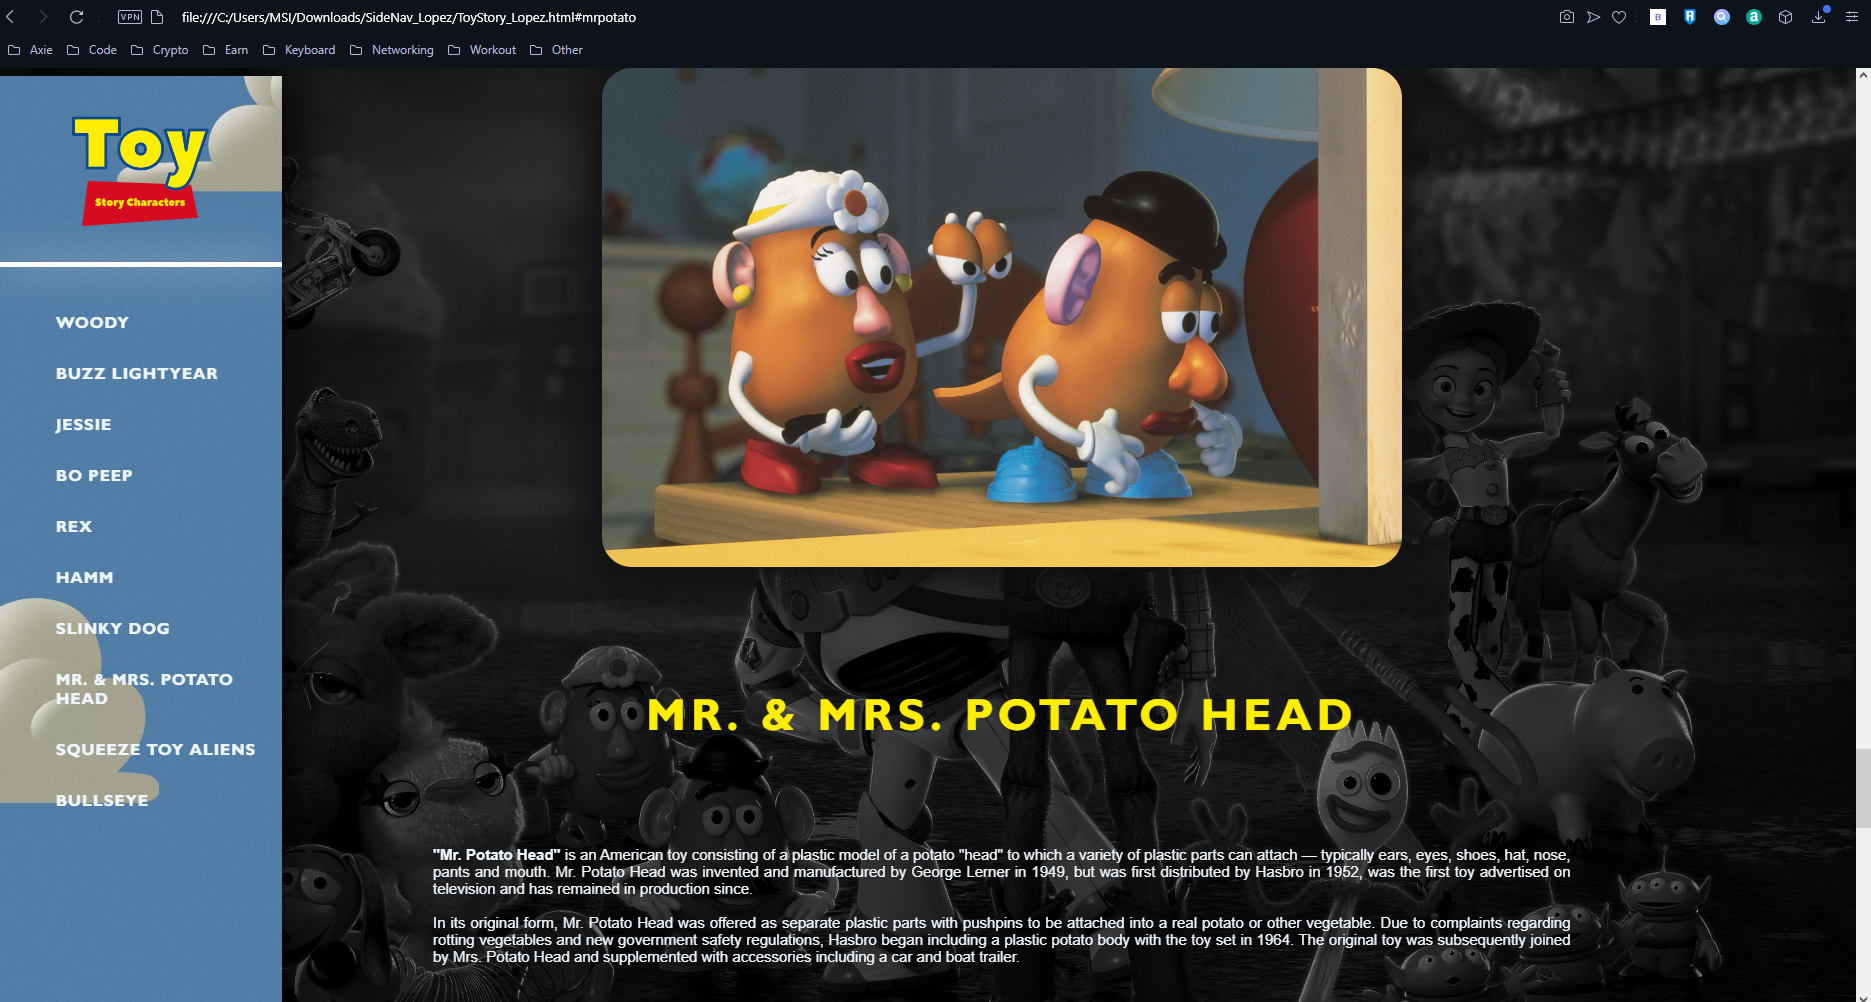 VPN
file:///C:/Users/MSI/Downloads/SideNav_Lopez/ToyStory_Lopez.html#mrpotato
Axie Code Crypto Earn Keyboard Networking Workout Other
Toy
Story Characters
WOODY
BUZZ LIGHTYEAR
JESSIE
BO PEEP
REX
HAMM
SLINKY DOG
MR. & MRS. POTATO
HEAD
SQUEEZE TOY ALIENS
BULLSEYE
MR. & MRS. POTATO HEAD
"Mr. Potato Head" is an American toy consisting of a plastic model of a potato "head" to which a variety of plastic parts can attach — typically ears, eyes, shoes, hat, nose,
pants and mouth. Mr. Potato Head was invented and manufactured by George Lerner in 1949, but was first distributed by Hasbro in 1952, was the first toy advertised on
television and has remained in production since.
In its original form, Mr. Potato Head was offered as separate plastic parts with pushpins to be attached into a real potato or other vegetable. Due to complaints regarding
rotting vegetables and new government safety regulations, Hasbro began including a plastic potato body with the toy set in 1964. The original toy was subsequently joined
by Mrs. Potato Head and supplemented with accessories including a car and boat trailer.